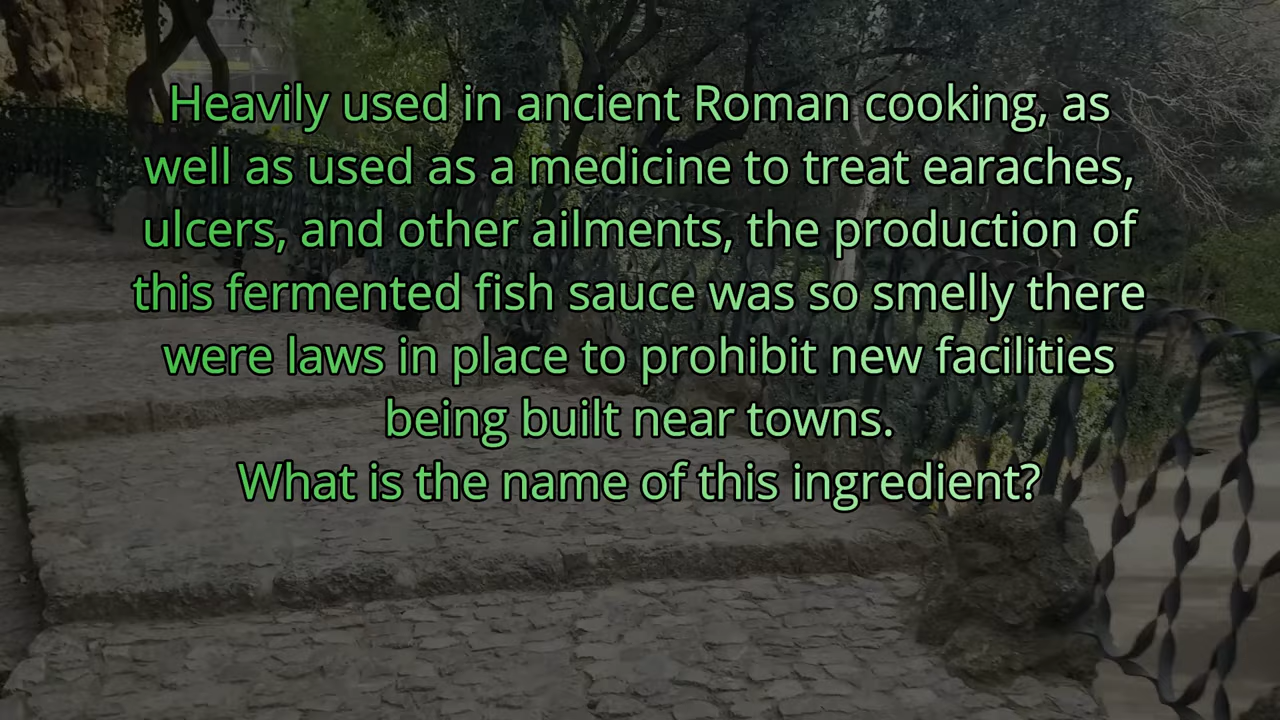 Heavily used in ancient Roman cooking, as
well as used as a medicine to treat earaches,
ulcers, and other ailments, the production of
this fermented fish sauce was so smelly there
were laws in place to prohibit new facilities
being built near towns.
What is the name of this ingredient?